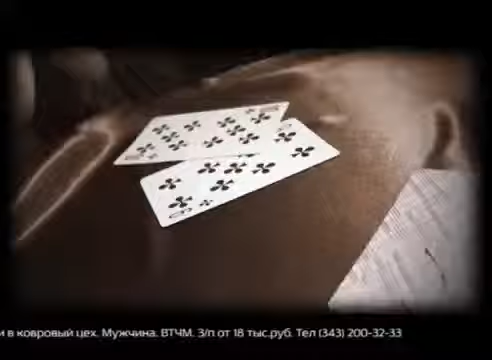 и в ковровый цех. Мужчина. ВТЧМ. З/п от 18 тыс.руб. Тел (343) 200-32-33